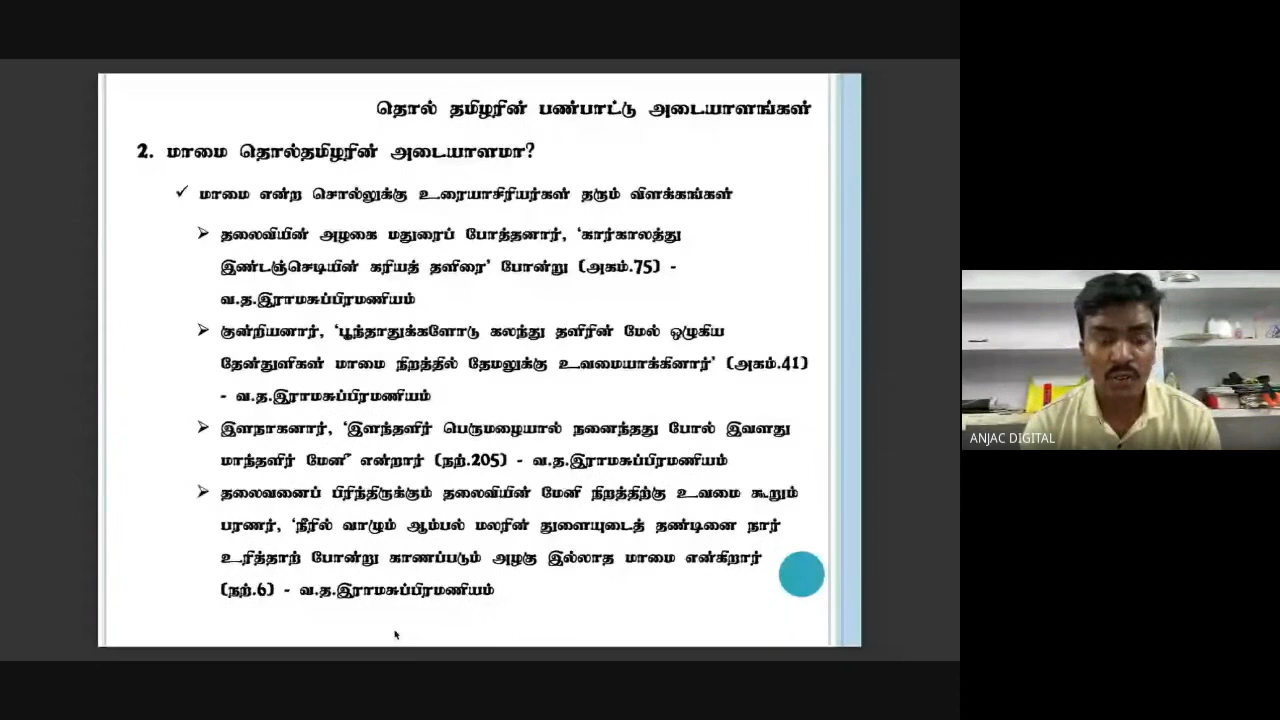 தொல் தமிழரின் பண்பாட்டு அடையாளங்கள்
2. மாமை தொல்தமிழரின் அடையாளமா?
✓ மாமை என்ற சொல்லுக்கு உரையாசிரியர்கள் தரும் விளக்கங்கள்
➢ தலைவியின் அழகை மதுரைப் போத்தனார், ‘கார்காலத்து
இண்டஞ்செடியின் கரியத் தளிரை’ போன்று (அகம்.75) -
வ.த.இராமசுப்பிரமணியம்
➢ குன்றியனார், ‘பூந்தாதுக்களோடு கலந்து தளிரின் மேல் ஒழுகிய
தேன்துளிகள் மாமை நிறத்தில் தேமலுக்கு உவமையாக்கினார்’ (அகம்.41)
- வ.த.இராமசுப்பிரமணியம்
➢ இளநாகனார், ‘இளந்தளிர் பெருமழையால் நனைந்தது போல் இவளது
மாந்தளிர் மேனி’ என்றார் (நற்.205) - வ.த.இராமசுப்பிரமணியம்
➢ தலைவனைப் பிரிந்திருக்கும் தலைவியின் மேனி நிறத்திற்கு உவமை கூறும்
பரணர், ‘நீரில் வாழும் ஆம்பல் மலரின் துளையுடைத் தண்டினை நார்
உரித்தாற் போன்று காணப்படும் அழகு இல்லாத மாமை என்கிறார்
(நற்.6) - வ.த.இராமசுப்பிரமணியம்
ANJAC DIGITAL